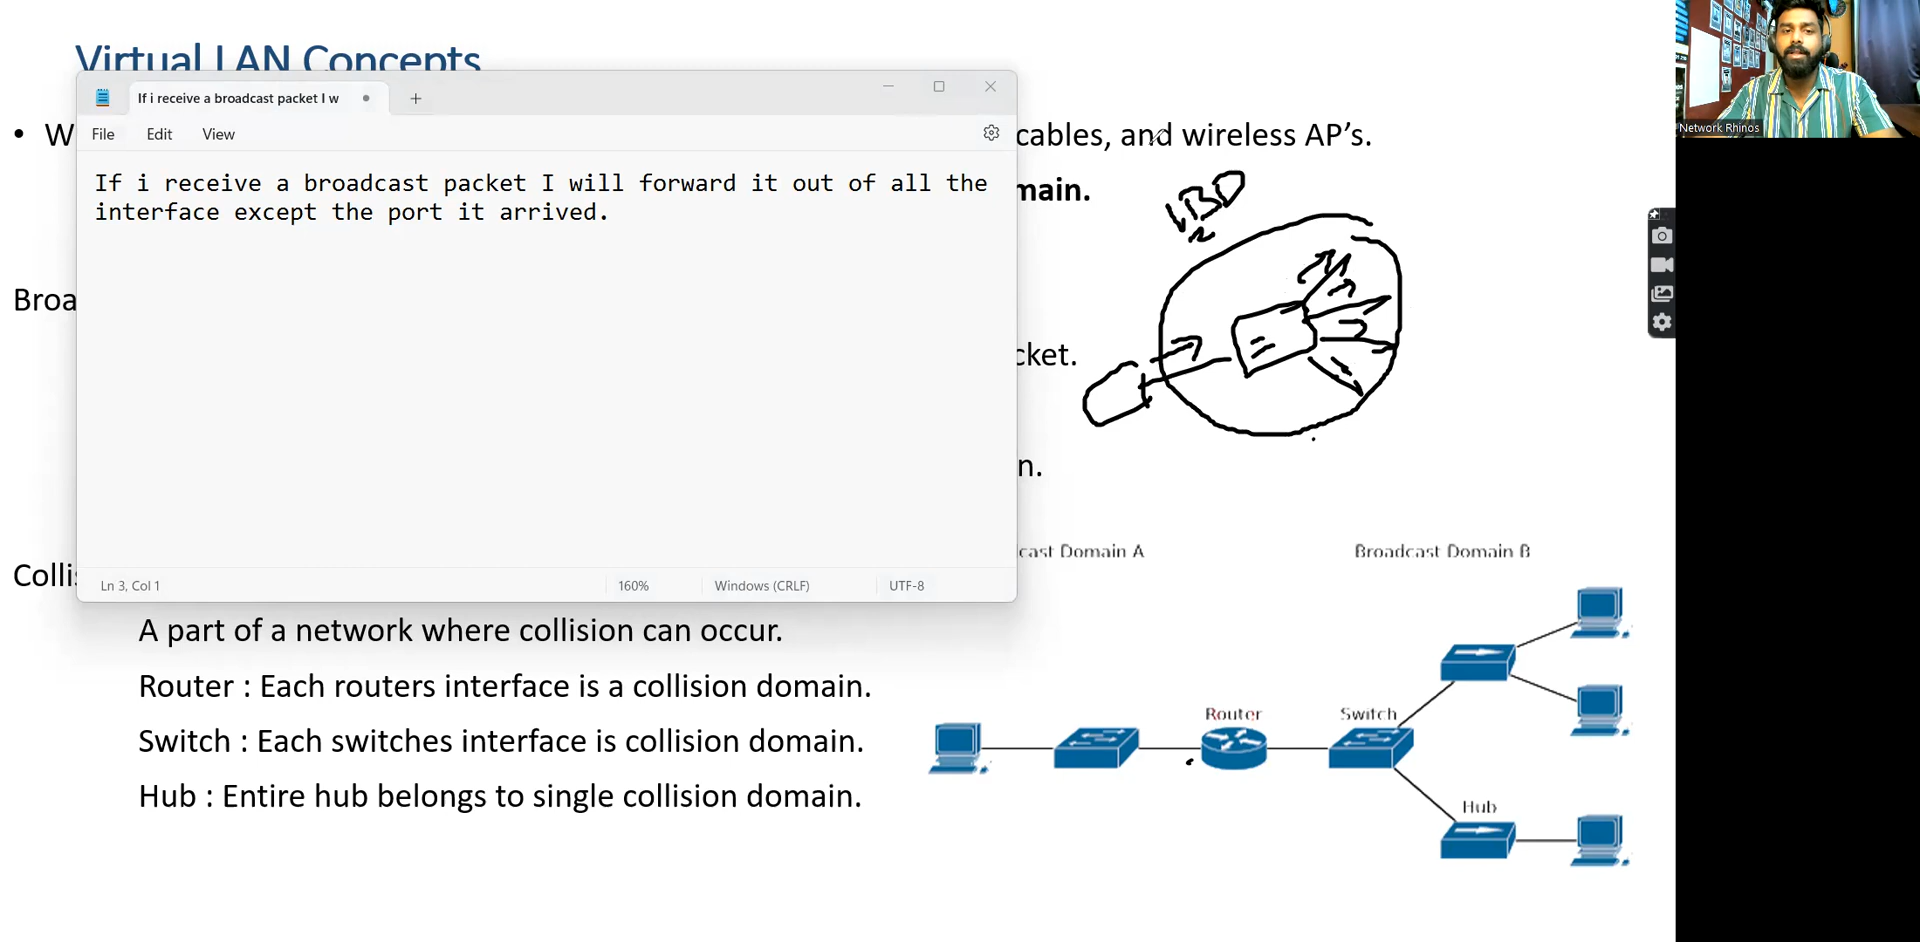 Virtual LAN Concepts
If i receive a broadcast packet I w
File Edit View
If i receive a broadcast packet I will forward it out of all the
interface except the port it arrived.
Ln 3, Col 1 160% Windows (CRLF) UTF-8
• W
cables, and wireless AP's.
main.
Broa
cket.
n.
Collis
A part of a network where collision can occur.
Router : Each routers interface is a collision domain.
Switch : Each switches interface is collision domain.
Hub : Entire hub belongs to single collision domain.
cast Domain A
Broadcast Domain B
Router
Switch
Hub
Network Rhinos